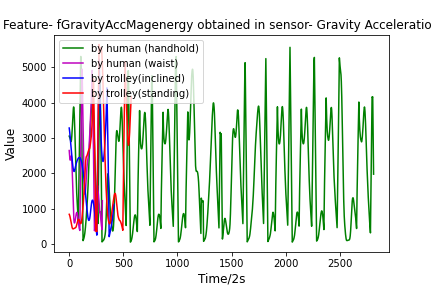 Feature- fGravityAccMagenergy obtained in sensor- Gravity Acceleratio
by human (handhold)
by human (waist)
by trolley(inclined)
by trolley(standing)
Value
5000
4000
3000
2000
1000
0
0 500 1000 1500 2000 2500
Time/2s